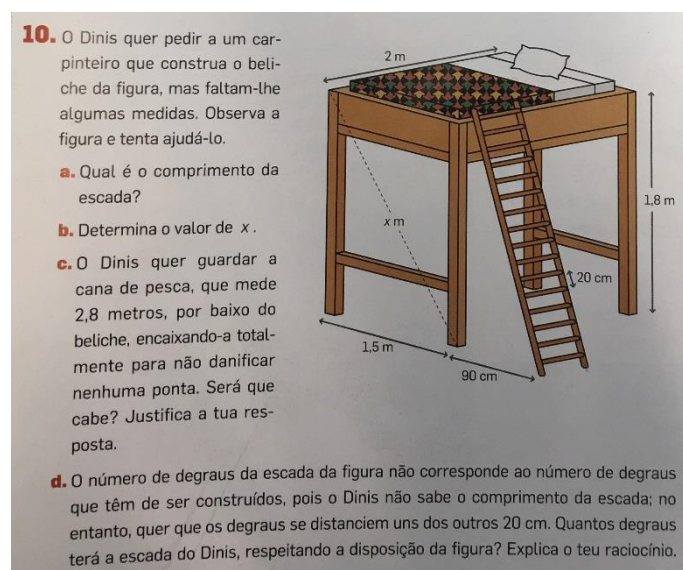 10. O Dinis quer pedir a um car-
pinteiro que construa o beli-
che da figura, mas faltam-lhe
algumas medidas. Observa a
figura e tenta ajudá-lo.
a. Qual é o comprimento da
escada?
b. Determina o valor de x.
c. O Dinis quer guardar a
cana de pesca, que mede
2,8 metros, por baixo do
beliche, encaixando-a total-
mente para não danificar
nenhuma ponta. Será que
cabe? Justifica a tua res-
posta.
2 m
1,8 m
x m
20 cm
1,5 m
90 cm
d. O número de degraus da escada da figura não corresponde ao número de degraus
que têm de ser construídos, pois o Dinis não sabe o comprimento da escada; no
entanto, quer que os degraus se distanciem uns dos outros 20 cm. Quantos degraus
terá a escada do Dinis, respeitando a disposição da figura? Explica o teu raciocínio.